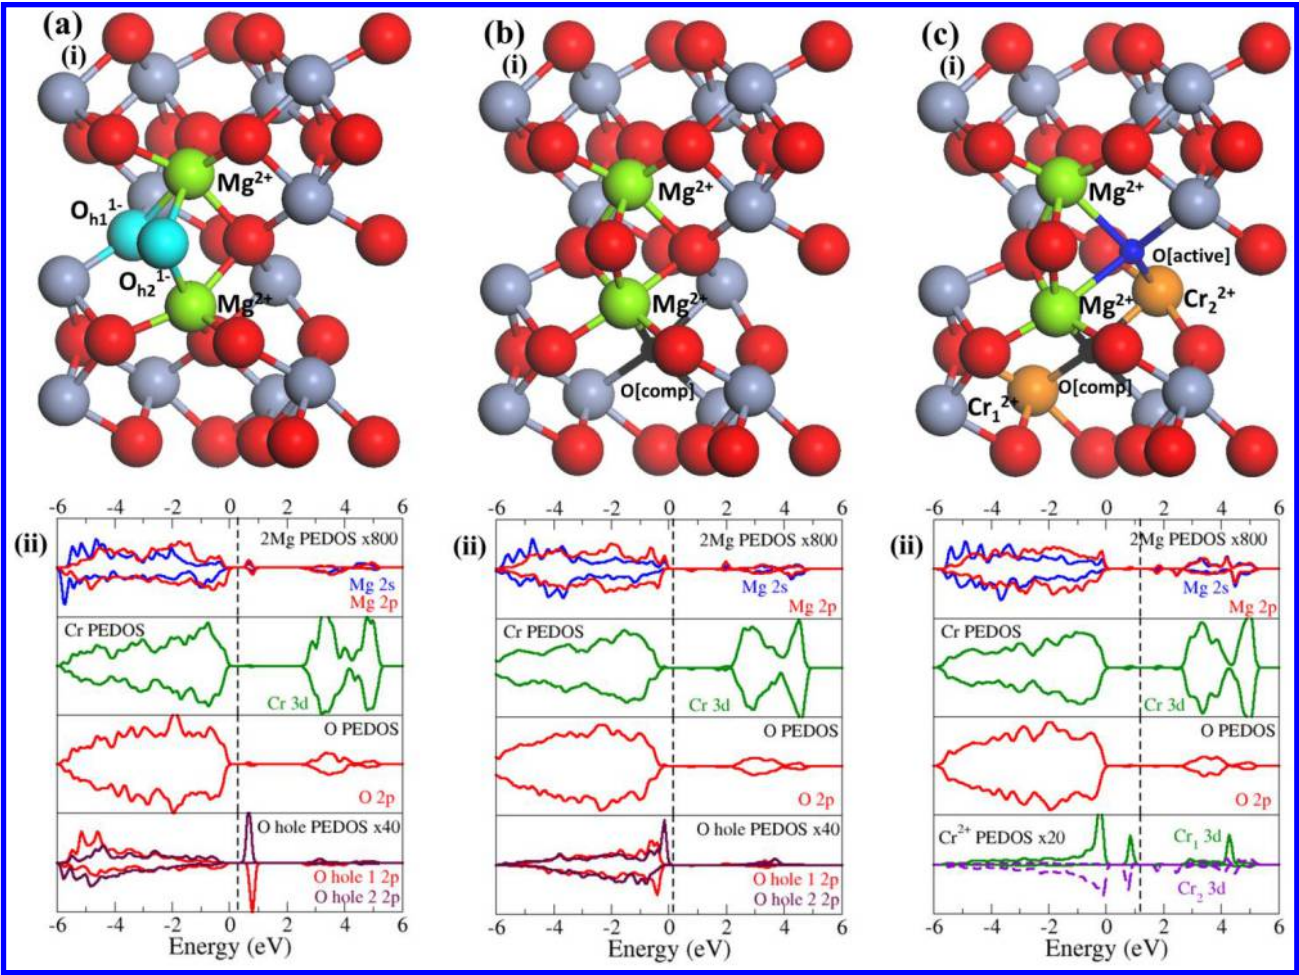 (a)
(i)
Mg²⁺
Oₕ₁¹⁻
Oₕ₂¹⁻
Mg²⁺
(b)
(i)
Mg²⁺
Mg²⁺
O[comp]
(c)
(i)
Mg²⁺
O[active]
Mg²⁺
Cr₂²⁺
O[comp]
Cr₁²⁺
(ii)
-6 -4 -2 0 2 4 6
2Mg PEDOS x800
Mg 2s
Mg 2p
Cr PEDOS
Cr 3d
O PEDOS
O 2p
O hole PEDOS x40
O hole 1 2p
O hole 2 2p
-6 -4 -2 0 2 4 6
Energy (eV)
(ii)
-6 -4 -2 0 2 4 6
2Mg PEDOS x800
Mg 2s
Mg 2p
Cr PEDOS
Cr 3d
O PEDOS
O 2p
O hole PEDOS x40
O hole 1 2p
O hole 2 2p
-6 -4 -2 0 2 4 6
Energy (eV)
(ii)
-6 -4 -2 0 2 4 6
2Mg PEDOS x800
Mg 2s
Mg 2p
Cr PEDOS
Cr 3d
O PEDOS
O 2p
Cr²⁺ PEDOS x20
Cr₁ 3d
Cr₂ 3d
-6 -4 -2 0 2 4 6
Energy (eV)